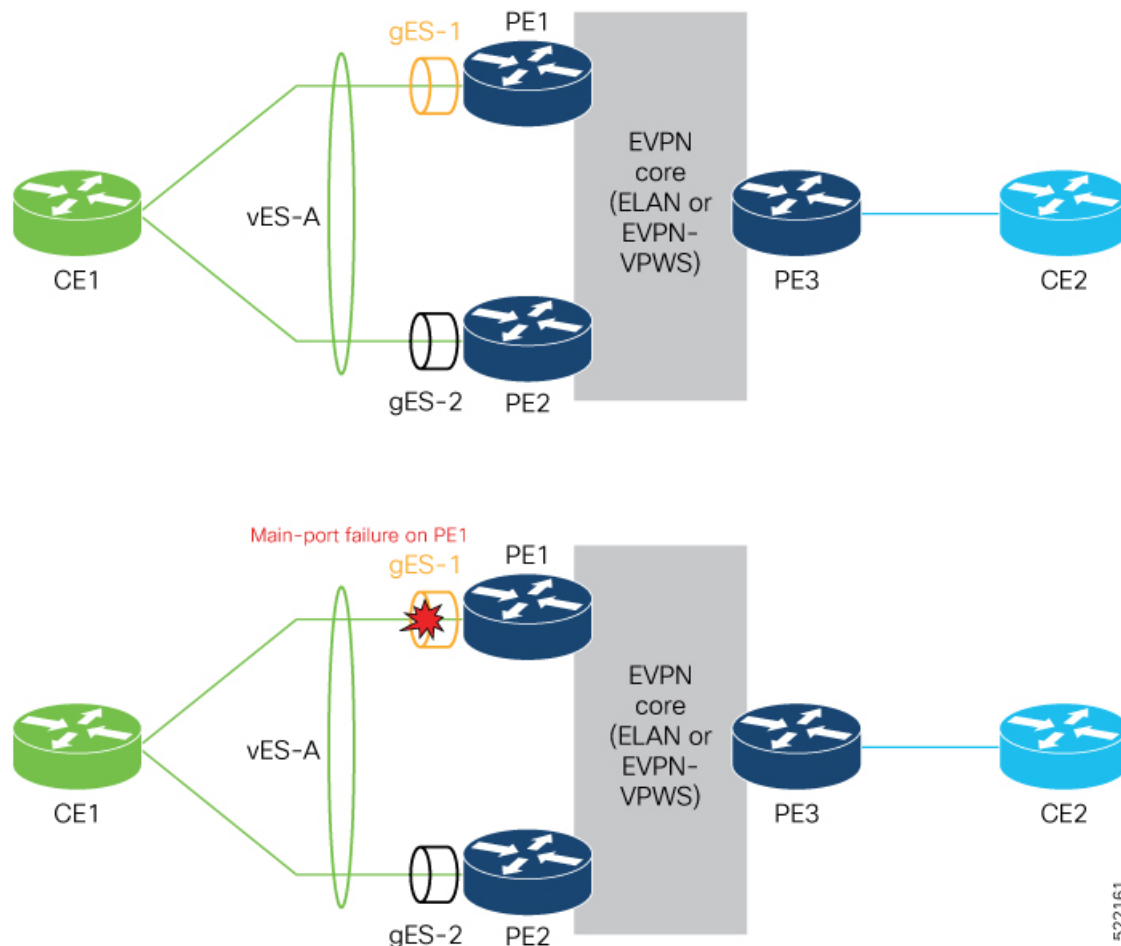 PE1
gES-1
EVPN
core
(ELAN or
EVPN-
VPWS)
vES-A
CE1
PE3
CE2
gES-2
PE2
Main-port failure on PE1
gES-1
PE1
EVPN
core
(ELAN or
EVPN-
VPWS)
vES-A
CE1
PE3
CE2
gES-2
PE2
522161